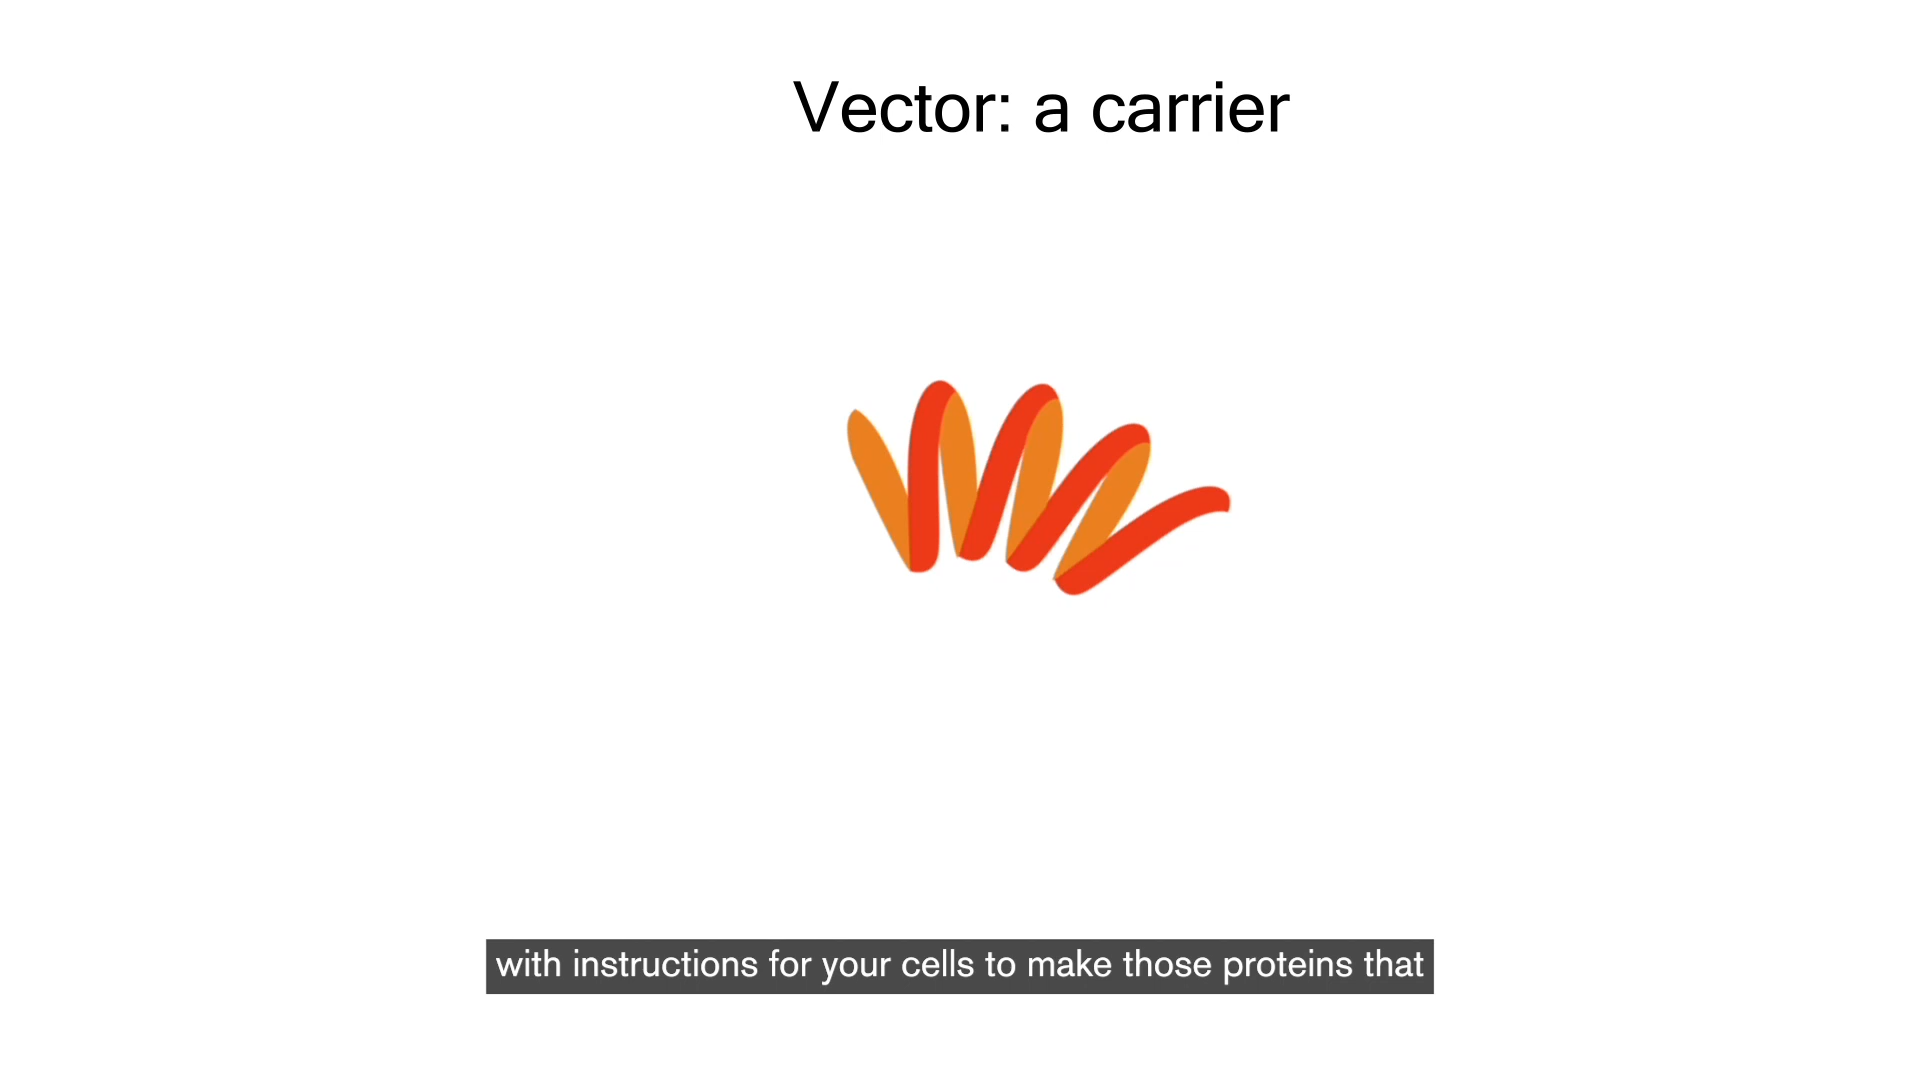 Vector: a carrier
with instructions for your cells to make those proteins that